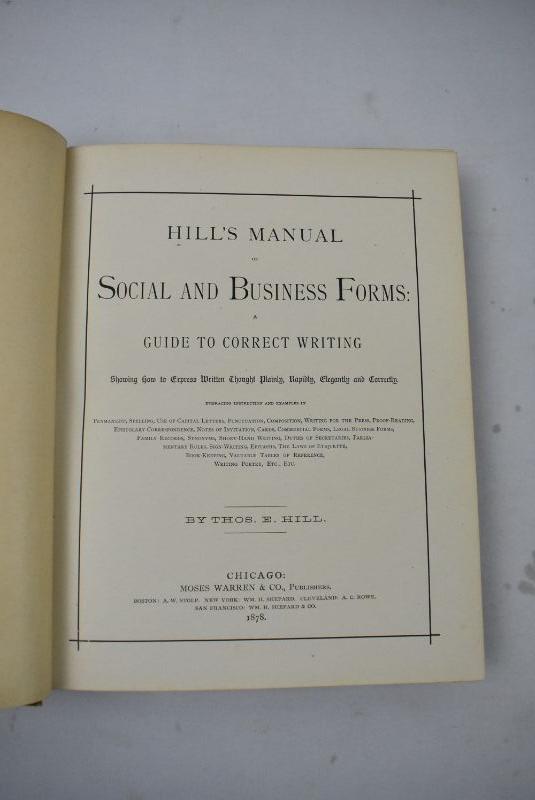 HILL'S MANUAL
OF
SOCIAL AND BUSINESS FORMS:
A
GUIDE TO CORRECT WRITING
Showing how to Express Written Thought Plainly, Rapidly, Elegantly and Correctly.
EMBRACING INSTRUCTION AND EXAMPLES IN
PENMANSHIP, SPELLING, USE OF CAPITAL LETTERS, PUNCTUATION, COMPOSITION, WRITING FOR THE PRESS, PROOF-READING,
EPISTOLARY CORRESPONDENCE, NOTES OF INVITATION, CARDS, COMMERCIAL FORMS, LEGAL BUSINESS FORMS,
FAMILY RECORDS, SYNONYMS, SHORT-HAND WRITING, DUTIES OF SECRETARIES, PARLIA-
MENTARY RULES, SIGN-WRITING, EPITAPHS, THE LAWS OF ETIQUETTE,
BOOK-KEEPING, VALUABLE TABLES OF REFERENCE,
WRITING POETRY, ETC., ETC.
BY THOS. E. HILL.
CHICAGO:
MOSES WARREN & CO., PUBLISHERS.
BOSTON: A. W. STOLP. NEW YORK: WM. H. SHEPARD. CLEVELAND: A. C. ROWE.
SAN FRANCISCO: WM. H. SHEPARD & CO.
1878.